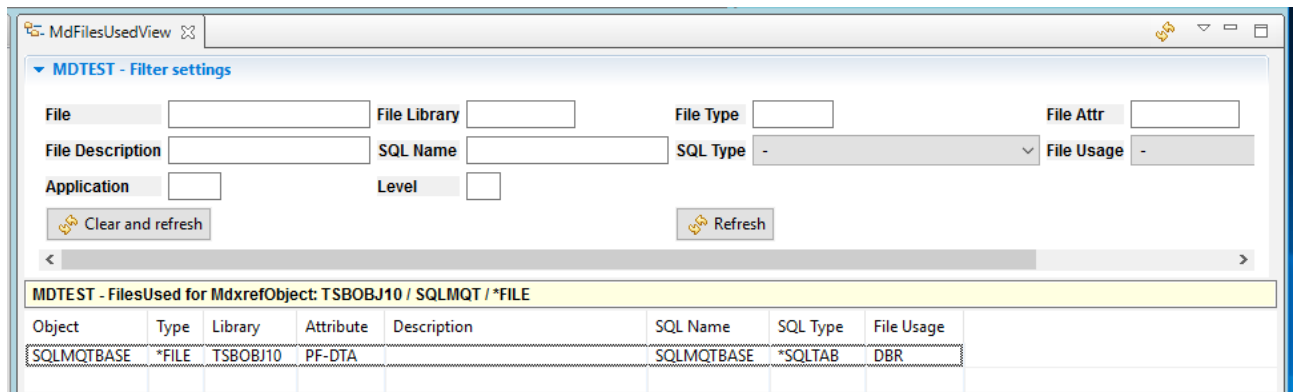 MdFilesUsedView
MDTEST - Filter settings
File File Library File Type File Attr
File Description SQL Name SQL Type - File Usage -
Application Level
Clear and refresh Refresh
MDTEST - FilesUsed for MdxrefObject: TSBOBJ10 / SQLMQT / *FILE
Object Type Library Attribute Description SQL Name SQL Type File Usage
SQLMQTBASE *FILE TSBOBJ10 PF-DTA SQLMQTBASE *SQLTAB DBR